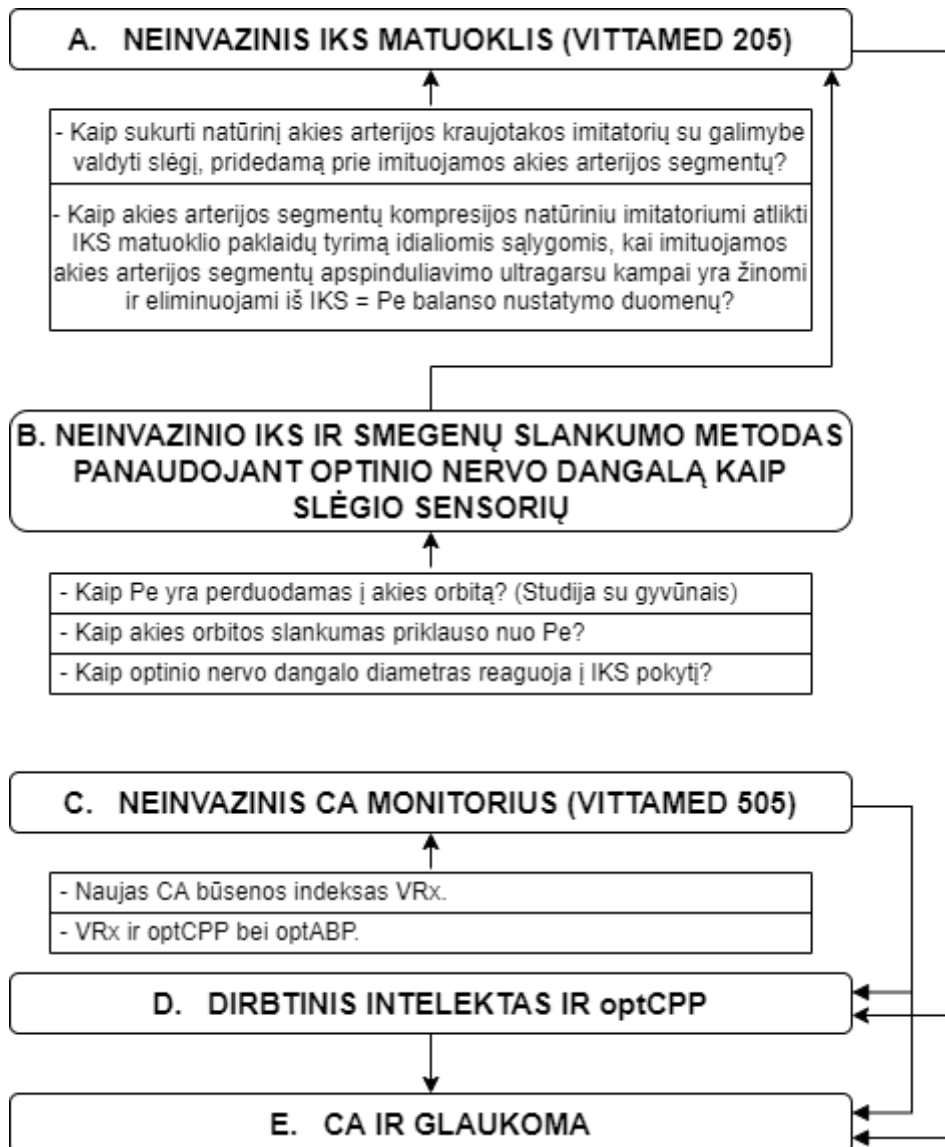 A. NEINVAZINIS IKS MATUOKLIS (VITTAMED 205)
- Kaip sukurti natūrinį akies arterijos kraujotakos imitatorių su galimybe
valdyti slėgį, pridedamą prie imituojamos akies arterijos segmentų?
- Kaip akies arterijos segmentų kompresijos natūriniu imitatoriumi atlikti
IKS matuoklio paklaidų tyrimą idialiomis sąlygomis, kai imituojamos
akies arterijos segmentų apspinduliavimo ultragarsu kampai yra žinomi
ir eliminuojami iš IKS = Pe balanso nustatymo duomenų?
B. NEINVAZINIO IKS IR SMEGENŲ SLANKUMO METODAS
PANAUDOJANT OPTINIO NERVO DANGALĄ KAIP
SLĖGIO SENSORIŲ
- Kaip Pe yra perduodamas į akies orbitą? (Studija su gyvūnais)
- Kaip akies orbitos slankumas priklauso nuo Pe?
- Kaip optinio nervo dangalo diametras reaguoja į IKS pokytį?
C. NEINVAZINIS CA MONITORIUS (VITTAMED 505)
- Naujas CA būsenos indeksas VRx.
- VRx ir optCPP bei optABP.
D. DIRBTINIS INTELEKTAS IR optCPP
E. CA IR GLAUKOMA